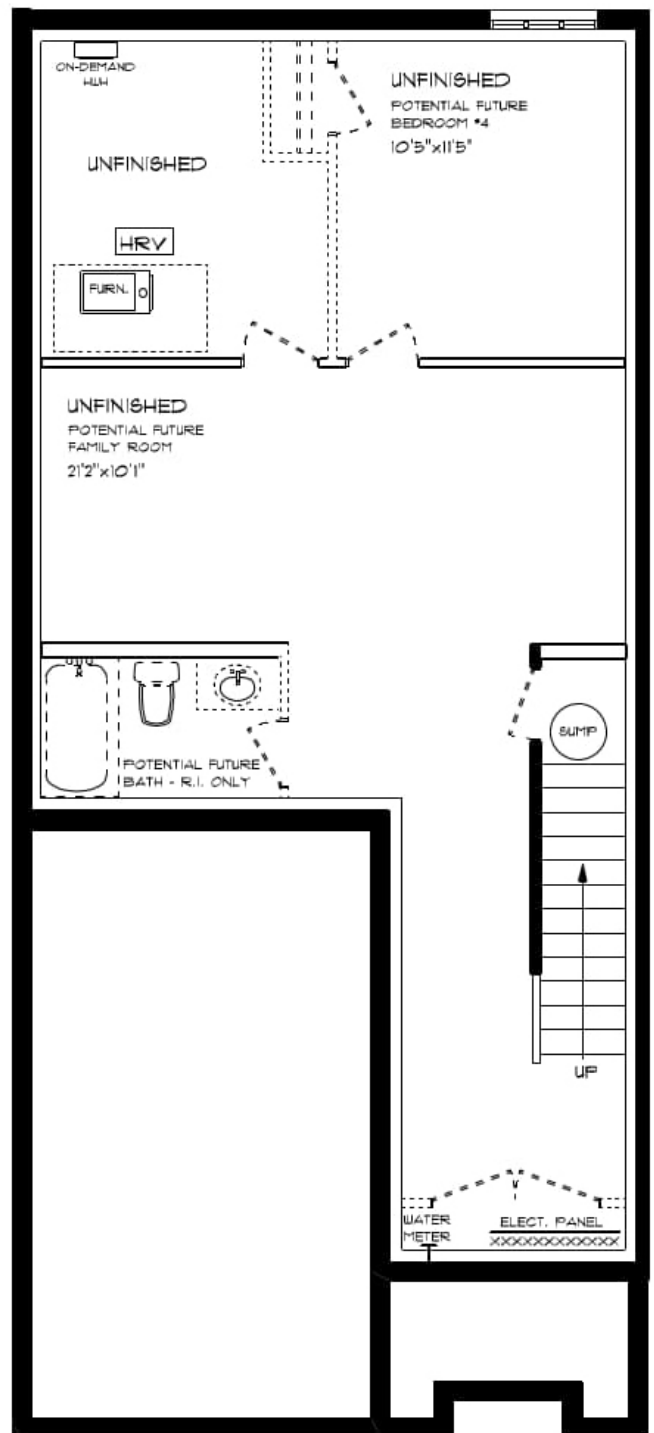 ON-DEMAND
HWH
UNFINISHED
POTENTIAL FUTURE
BEDROOM #4
10'5"x11'5"
UNFINISHED
HRV
FURN.
UNFINISHED
POTENTIAL FUTURE
FAMILY ROOM
21'2"x10'1"
SUMP
POTENTIAL FUTURE
BATH - R.I. ONLY
UP
WATER
METER
ELECT. PANEL
XXXXXXXXXXXX